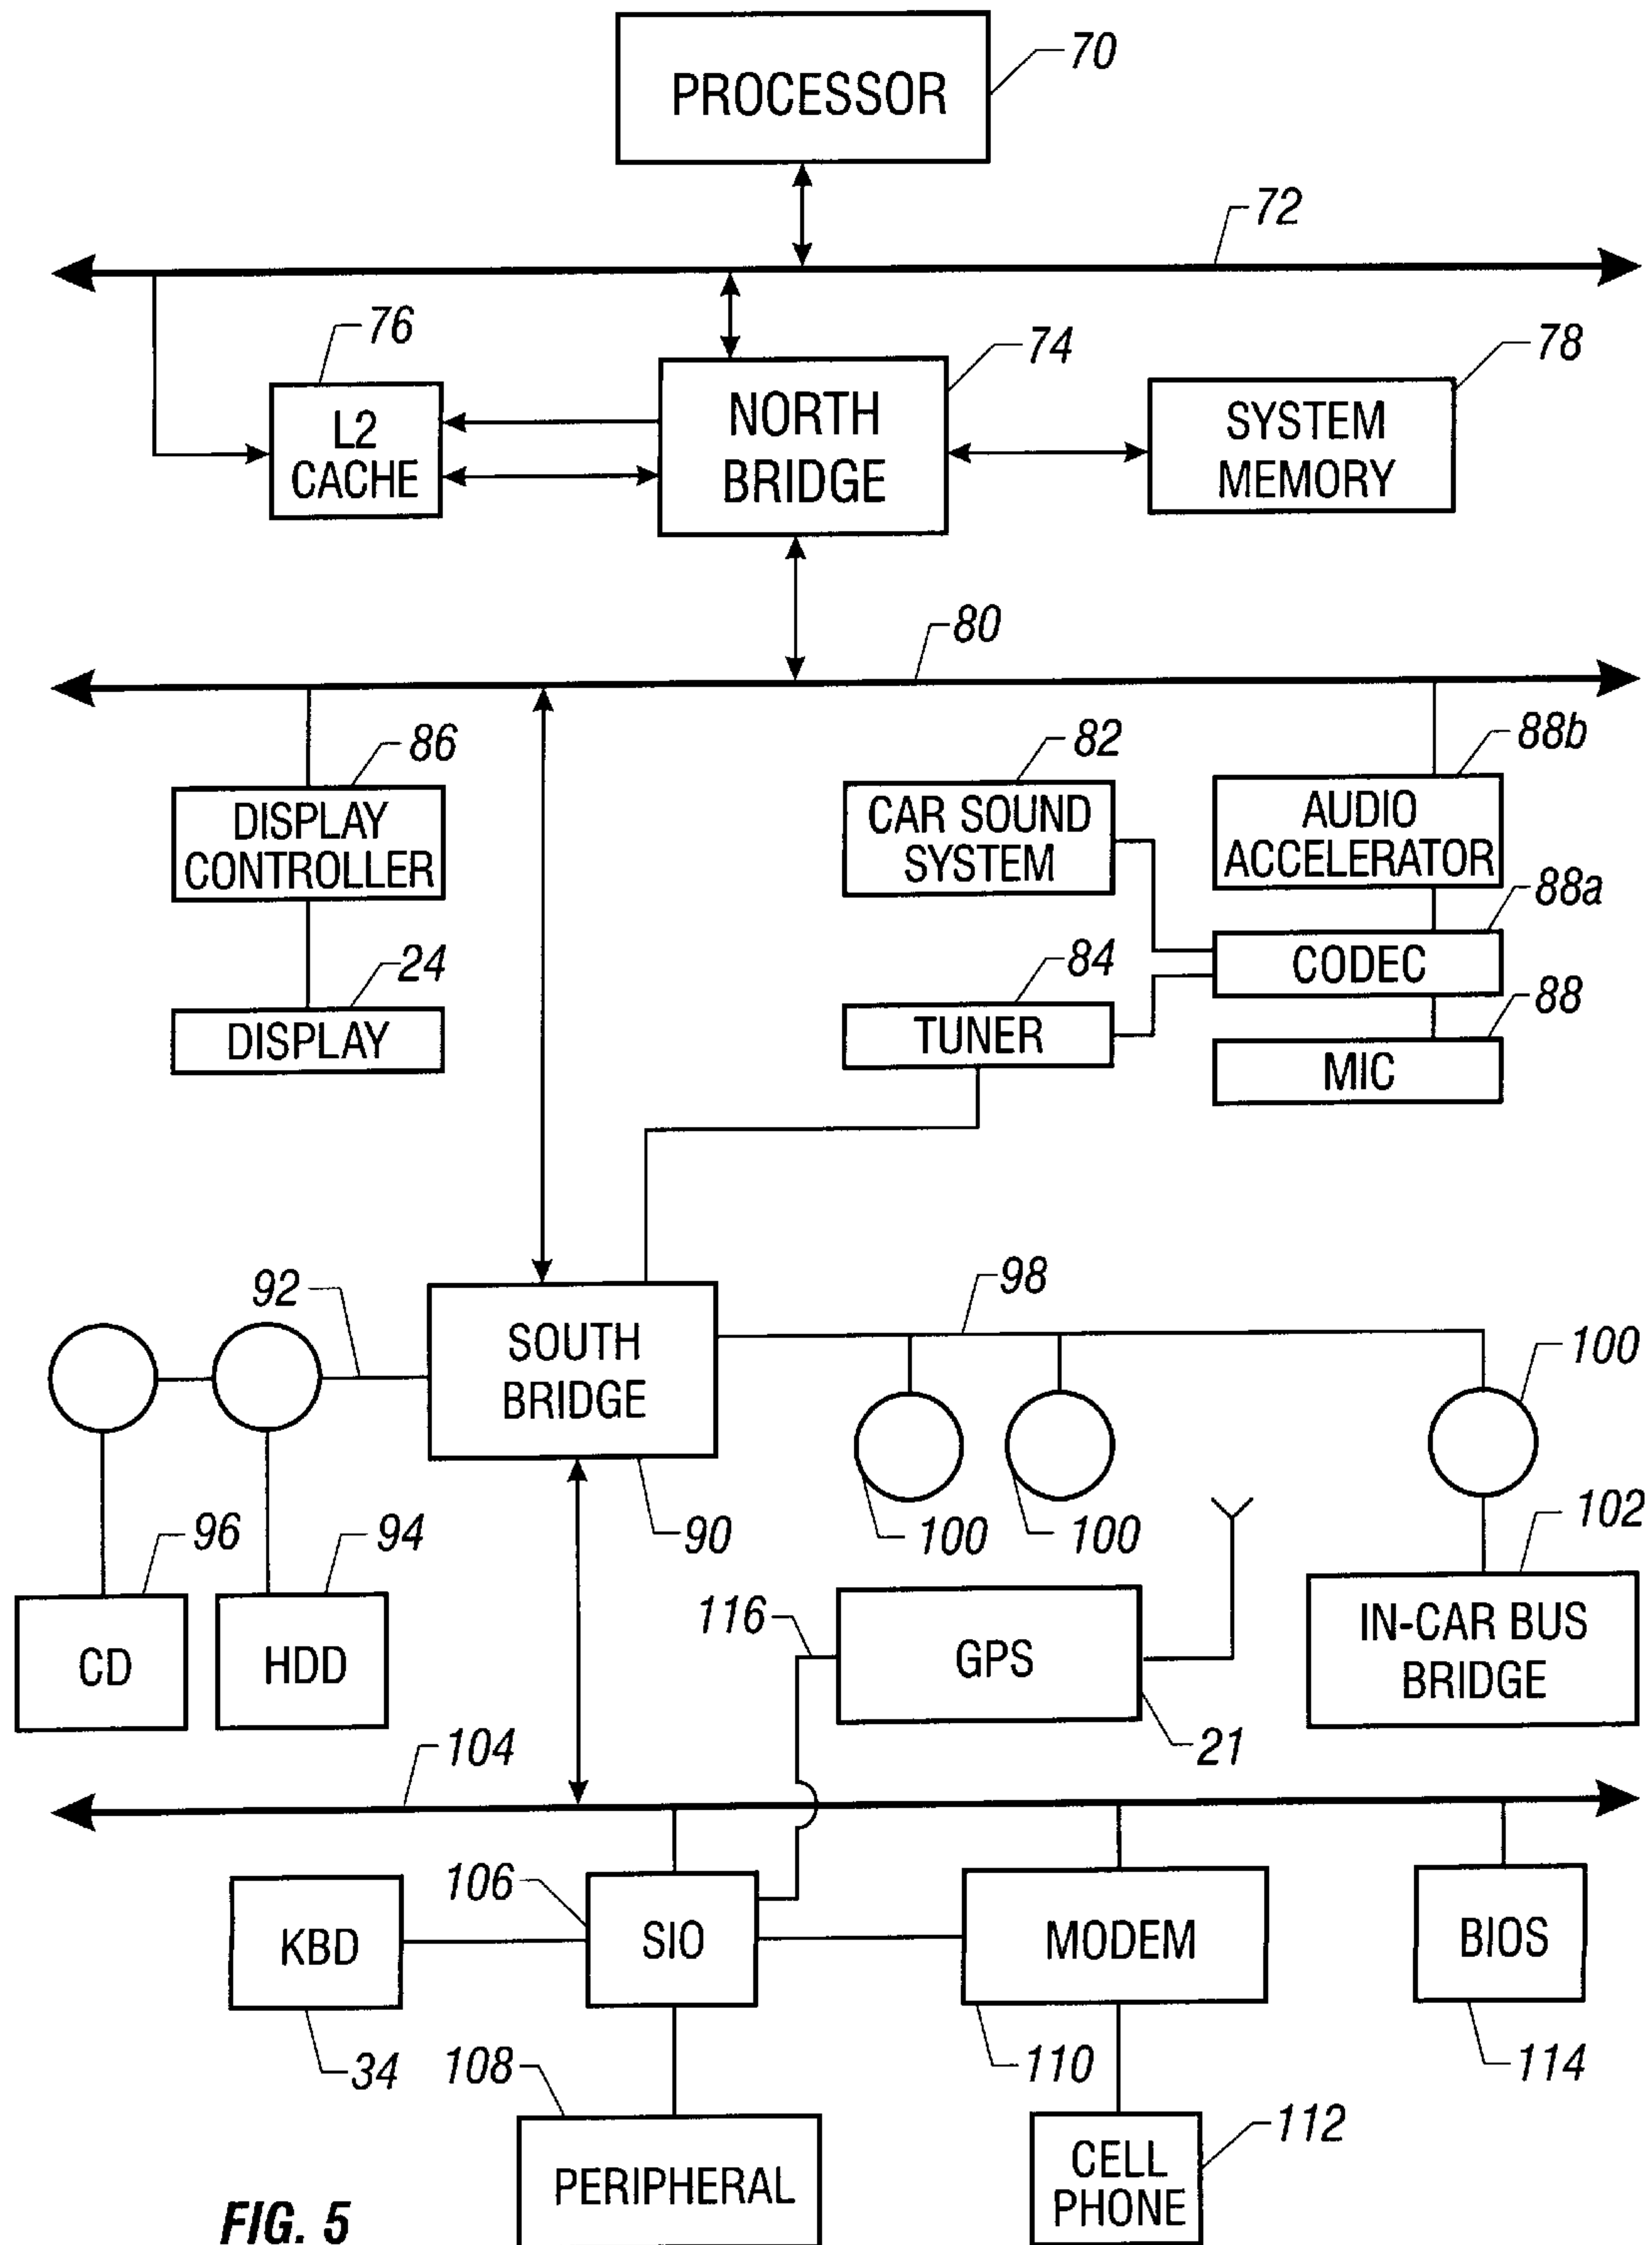 PROCESSOR
70
72
76
74
78
L2
CACHE
NORTH
BRIDGE
SYSTEM
MEMORY
80
86
82
88b
DISPLAY
CONTROLLER
CAR SOUND
SYSTEM
AUDIO
ACCELERATOR
88a
24
84
CODEC
88
DISPLAY
TUNER
MIC
92
98
SOUTH
BRIDGE
100
96
94
90
100
100
102
CD
HDD
116
GPS
IN-CAR BUS
BRIDGE
21
104
106
KBD
SIO
MODEM
BIOS
34
108
110
114
PERIPHERAL
CELL
PHONE
112
FIG. 5